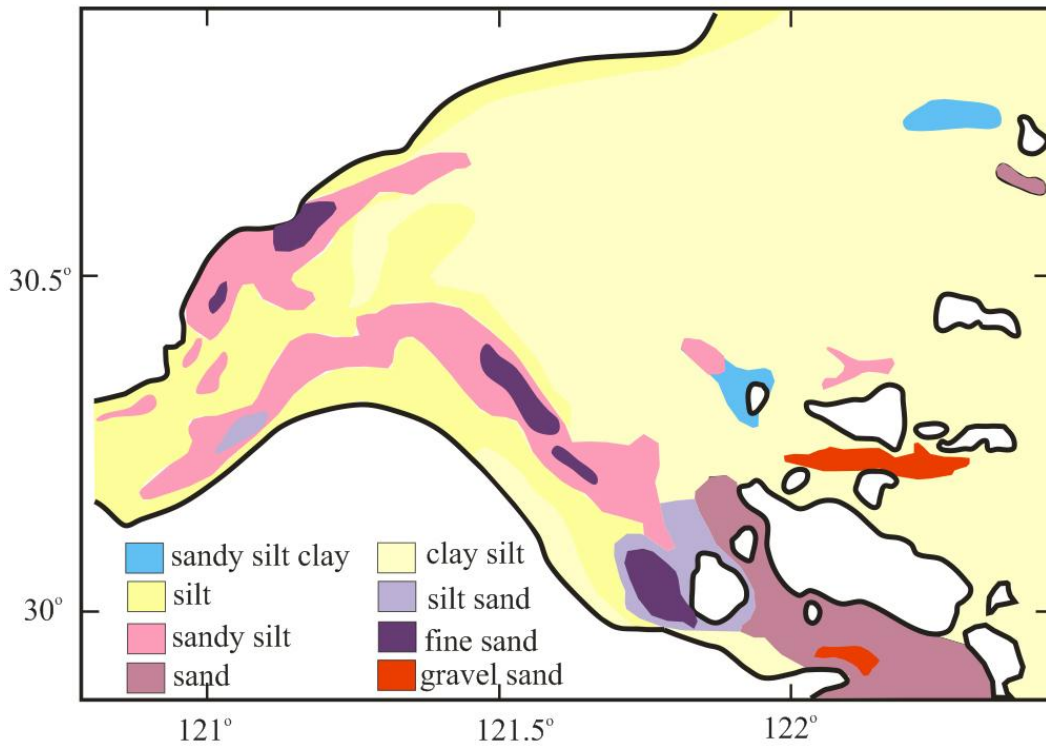 30.5°
30°
sandy silt clay
clay silt
silt
silt sand
sandy silt
fine sand
sand
gravel sand
121°
121.5°
122°